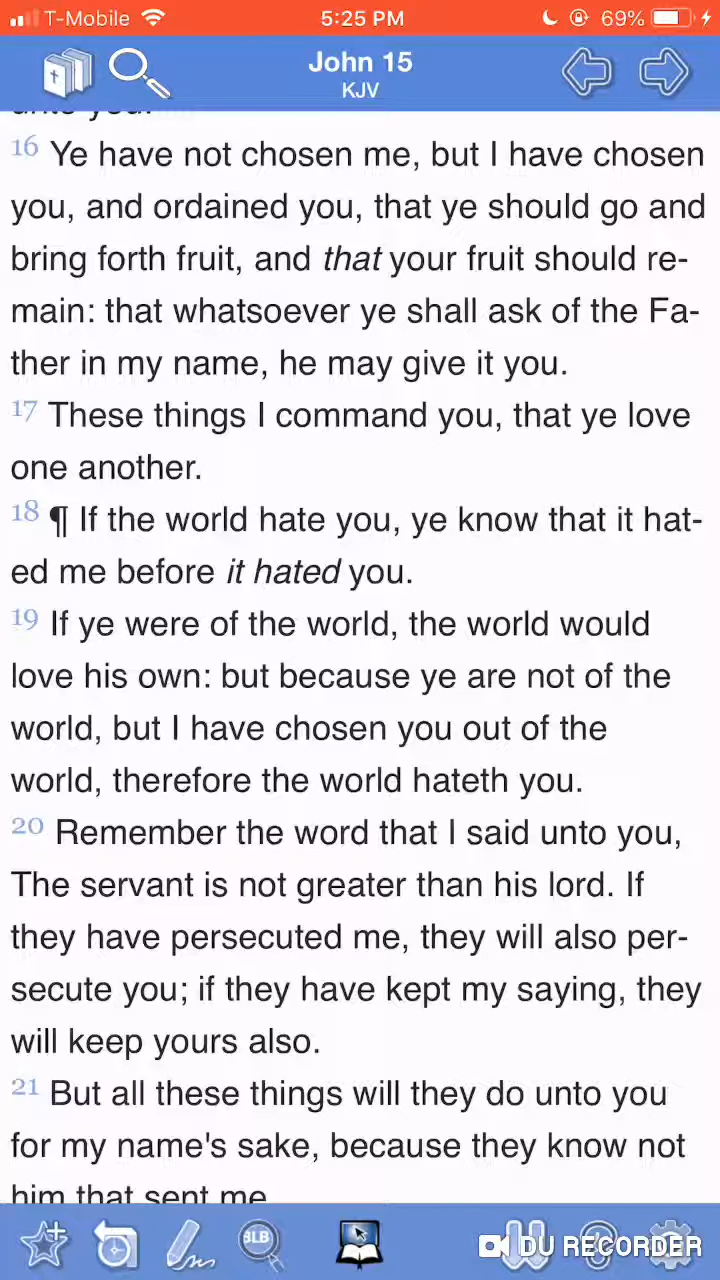 T-Mobile 5:25 PM 69%
John 15
KJV
unto you.
16 Ye have not chosen me, but I have chosen
you, and ordained you, that ye should go and
bring forth fruit, and that your fruit should re-
main: that whatsoever ye shall ask of the Fa-
ther in my name, he may give it you.
17 These things I command you, that ye love
one another.
18 ¶ If the world hate you, ye know that it hat-
ed me before it hated you.
19 If ye were of the world, the world would
love his own: but because ye are not of the
world, but I have chosen you out of the
world, therefore the world hateth you.
20 Remember the word that I said unto you,
The servant is not greater than his lord. If
they have persecuted me, they will also per-
secute you; if they have kept my saying, they
will keep yours also.
21 But all these things will they do unto you
for my name's sake, because they know not
him that sent me
BLB
DU RECORDER